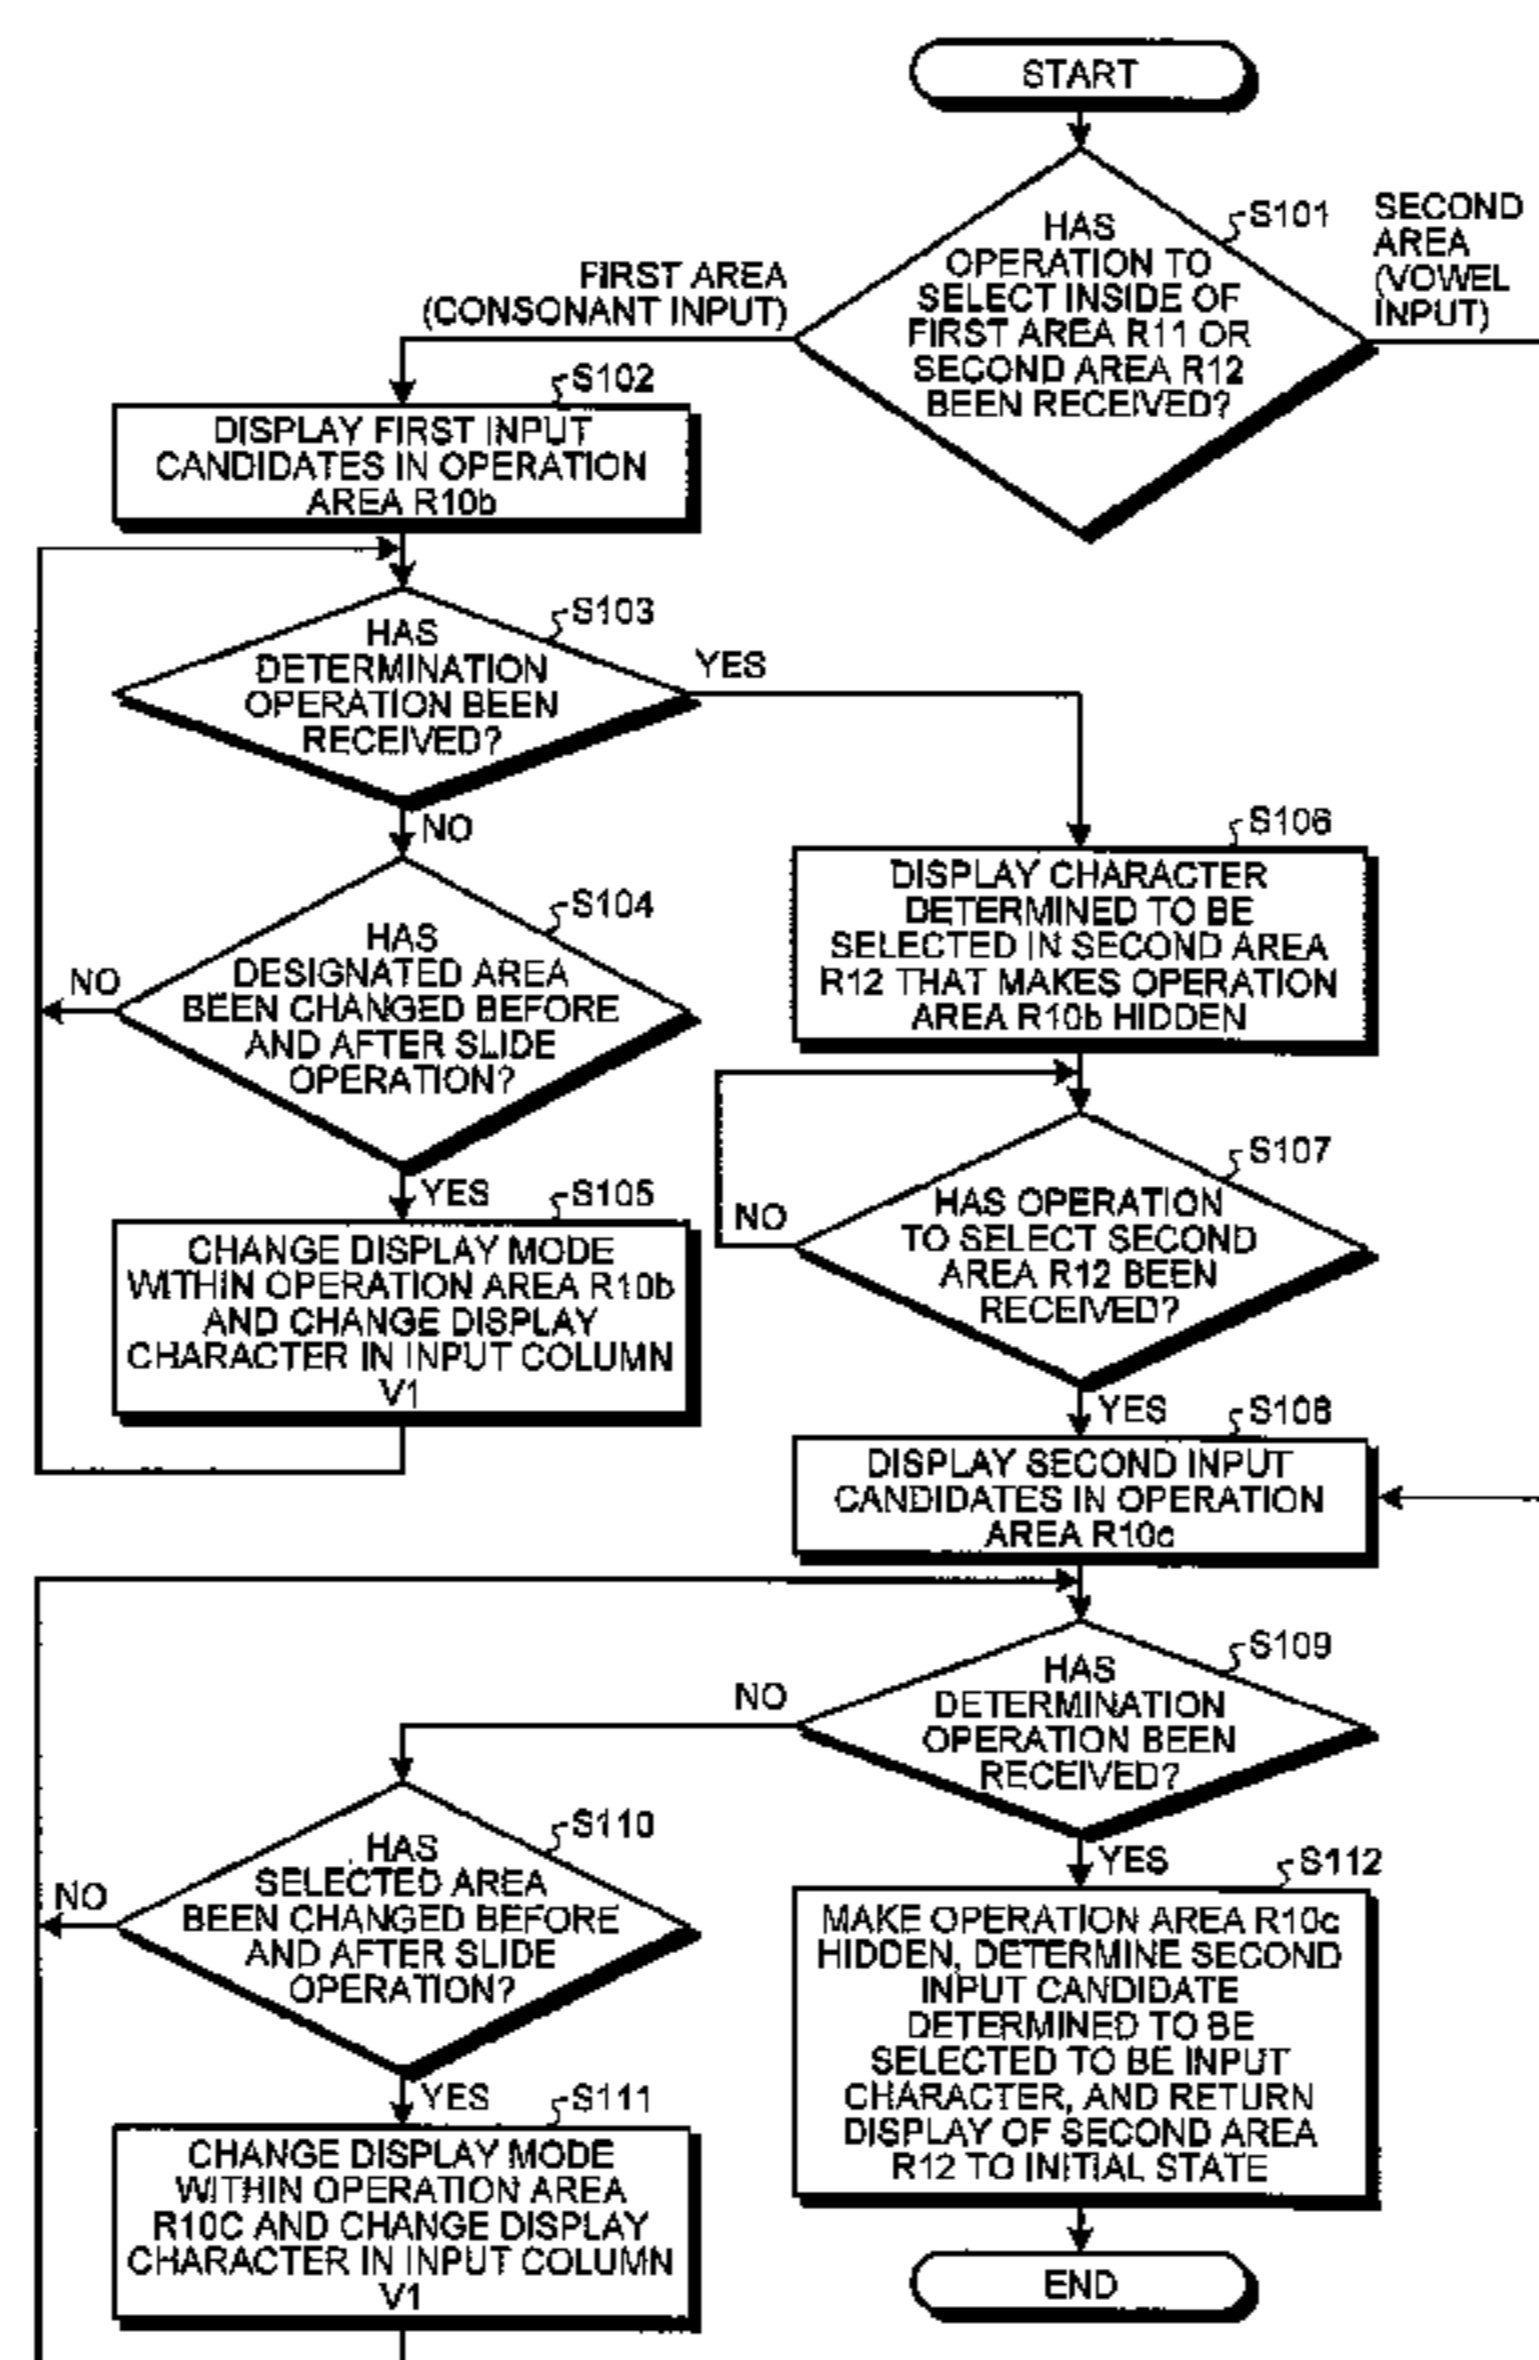 START
S101
HAS
OPERATION TO
SELECT INSIDE OF
FIRST AREA R11 OR
SECOND AREA R12
BEEN RECEIVED?
SECOND
AREA
(VOWEL
INPUT)
FIRST AREA
(CONSONANT INPUT)
S102
DISPLAY FIRST INPUT
CANDIDATES IN OPERATION
AREA R10b
S103
HAS
DETERMINATION
OPERATION BEEN
RECEIVED?
YES
NO
S104
HAS
DESIGNATED AREA
BEEN CHANGED BEFORE
AND AFTER SLIDE
OPERATION?
NO
YES
S105
CHANGE DISPLAY MODE
WITHIN OPERATION AREA R10b
AND CHANGE DISPLAY
CHARACTER IN INPUT COLUMN
V1
S106
DISPLAY CHARACTER
DETERMINED TO BE
SELECTED IN SECOND AREA
R12 THAT MAKES OPERATION
AREA R10b HIDDEN
S107
HAS OPERATION
TO SELECT SECOND
AREA R12 BEEN
RECEIVED?
NO
YES
S108
DISPLAY SECOND INPUT
CANDIDATES IN OPERATION
AREA R10c
S109
HAS
DETERMINATION
OPERATION BEEN
RECEIVED?
NO
YES
S110
HAS
SELECTED AREA
BEEN CHANGED BEFORE
AND AFTER SLIDE
OPERATION?
NO
YES
S111
CHANGE DISPLAY MODE
WITHIN OPERATION AREA
R10C AND CHANGE DISPLAY
CHARACTER IN INPUT COLUMN
V1
S112
MAKE OPERATION AREA R10c
HIDDEN, DETERMINE SECOND
INPUT CANDIDATE
DETERMINED TO BE
SELECTED TO BE INPUT
CHARACTER, AND RETURN
DISPLAY OF SECOND AREA
R12 TO INITIAL STATE
END